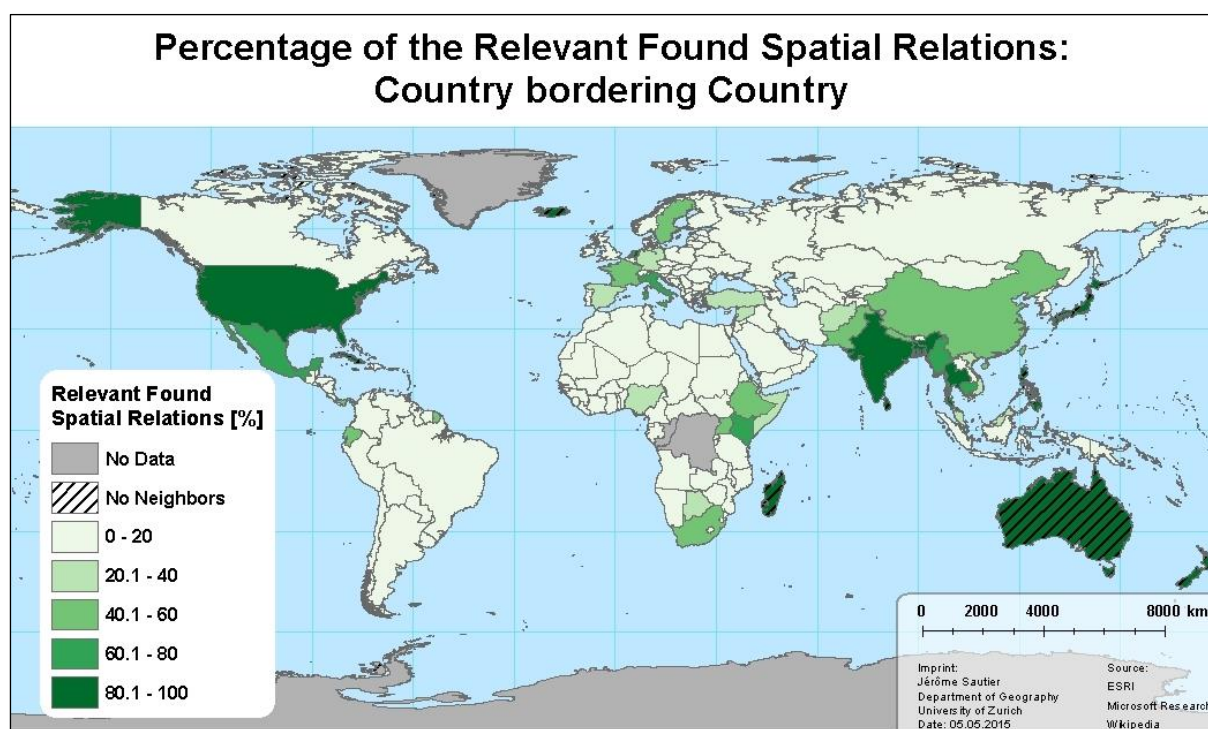 Percentage of the Relevant Found Spatial Relations:
Country bordering Country
Relevant Found
Spatial Relations [%]
No Data
No Neighbors
0 - 20
20.1 - 40
40.1 - 60
60.1 - 80
80.1 - 100
0 2000 4000 8000 km
Imprint:
Jérôme Sautier
Department of Geography
University of Zurich
Date: 05.05.2015
Source:
ESRI
Microsoft Research
Wikipedia